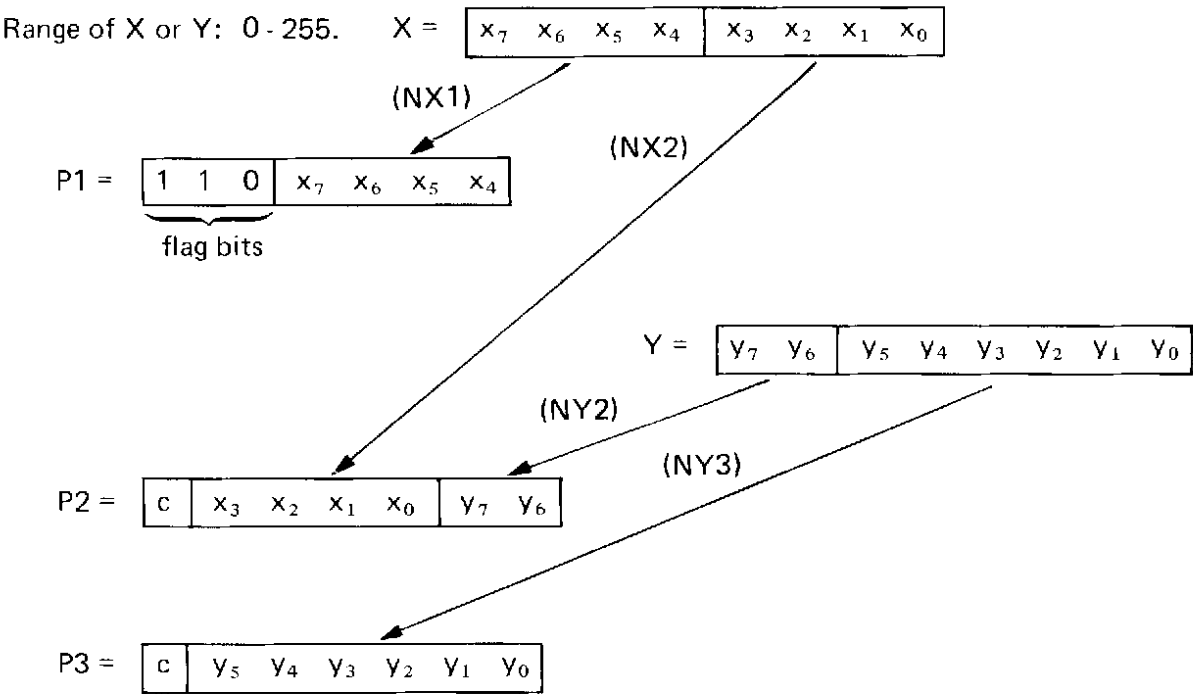 Range of X or Y: 0 - 255. X = x₇ x₆ x₅ x₄ x₃ x₂ x₁ x₀
(NX1)
(NX2)
P1 = 1 1 0 x₇ x₆ x₅ x₄
flag bits
Y = y₇ y₆ y₅ y₄ y₃ y₂ y₁ y₀
(NY2)
(NY3)
P2 = c x₃ x₂ x₁ x₀ y₇ y₆
P3 = c y₅ y₄ y₃ y₂ y₁ y₀